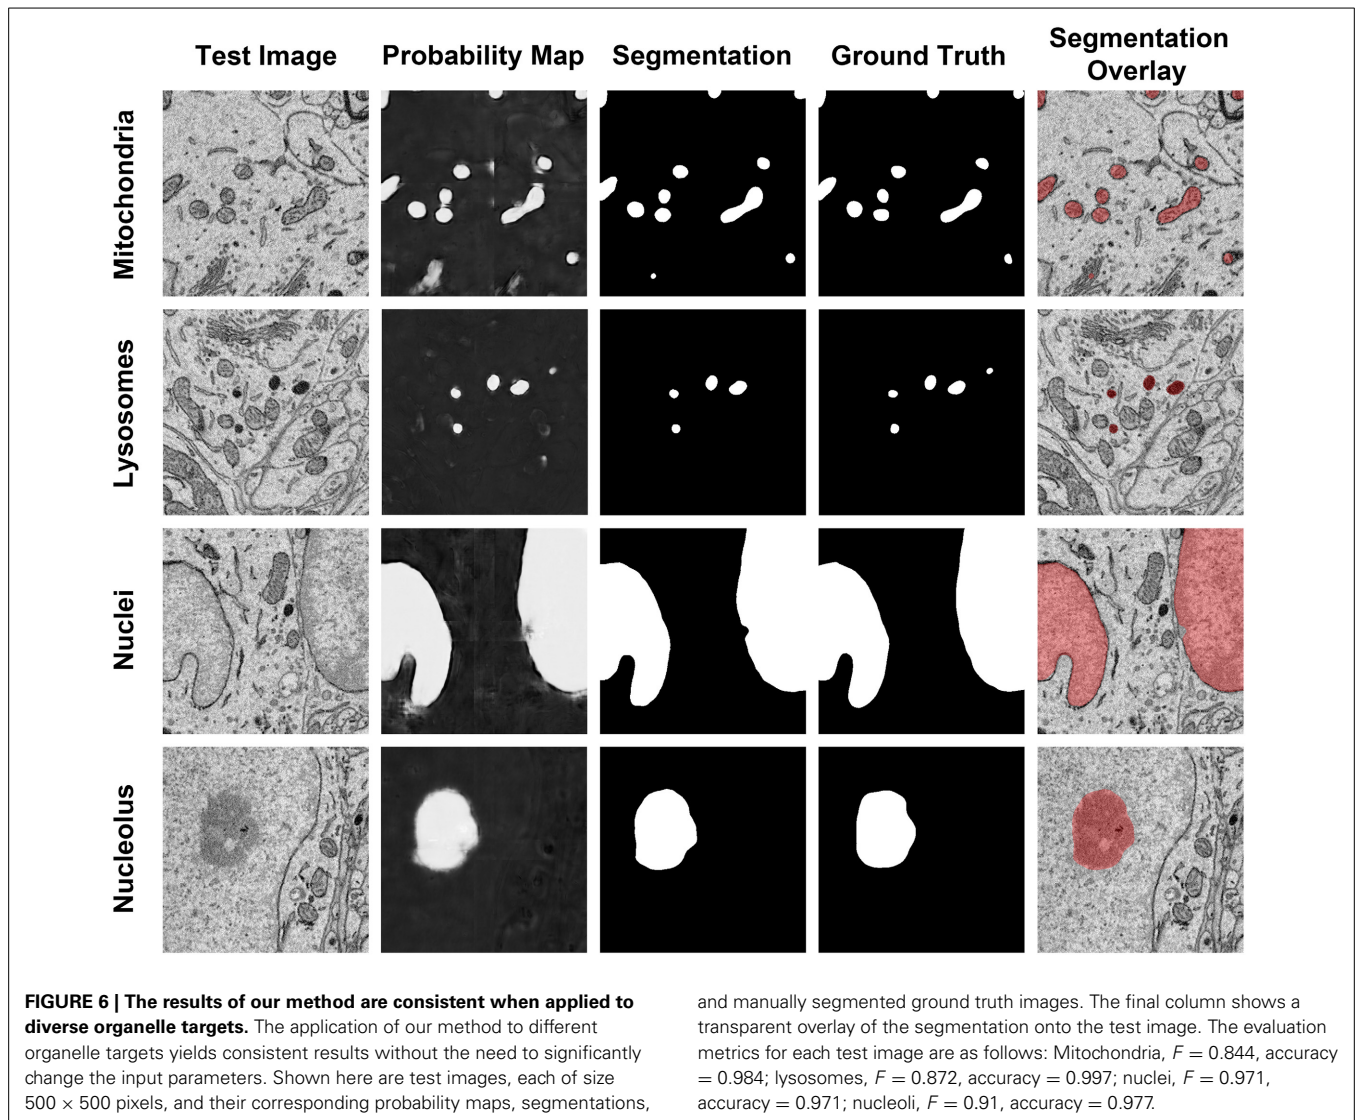 Test Image
Probability Map
Segmentation
Ground Truth
Segmentation
Overlay
Mitochondria
Lysosomes
Nuclei
Nucleolus
FIGURE 6 | The results of our method are consistent when applied to
diverse organelle targets. The application of our method to different
organelle targets yields consistent results without the need to significantly
change the input parameters. Shown here are test images, each of size
500 × 500 pixels, and their corresponding probability maps, segmentations,
and manually segmented ground truth images. The final column shows a
transparent overlay of the segmentation onto the test image. The evaluation
metrics for each test image are as follows: Mitochondria, F = 0.844, accuracy
= 0.984; lysosomes, F = 0.872, accuracy = 0.997; nuclei, F = 0.971,
accuracy = 0.971; nucleoli, F = 0.91, accuracy = 0.977.